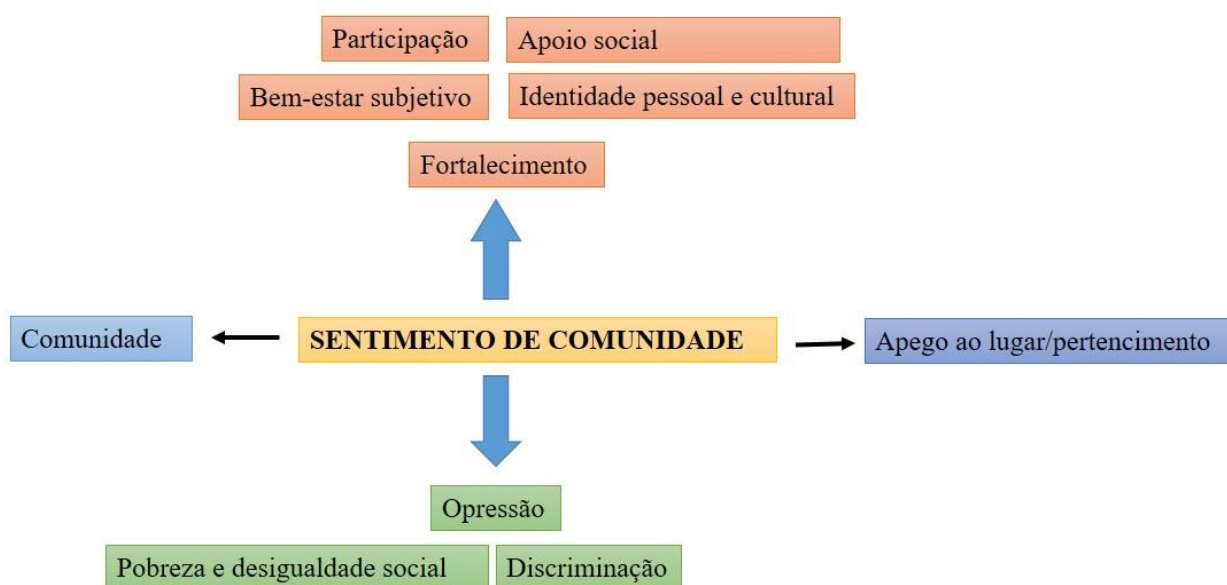 Participação
Apoio social
Bem-estar subjetivo
Identidade pessoal e cultural
Fortalecimento
Comunidade
SENTIMENTO DE COMUNIDADE
Apego ao lugar/pertencimento
Opressão
Pobreza e desigualdade social
Discriminação